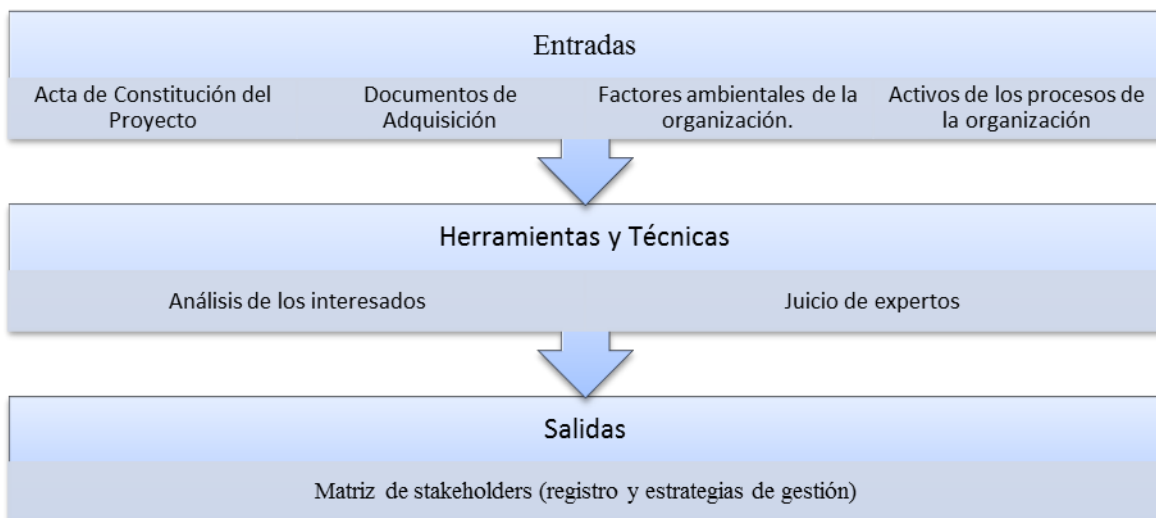 Entradas
Acta de Constitución del
Proyecto
Documentos de
Adquisición
Factores ambientales de la
organización.
Activos de los procesos de
la organización
Herramientas y Técnicas
Análisis de los interesados
Juicio de expertos
Salidas
Matriz de stakeholders (registro y estrategias de gestión)